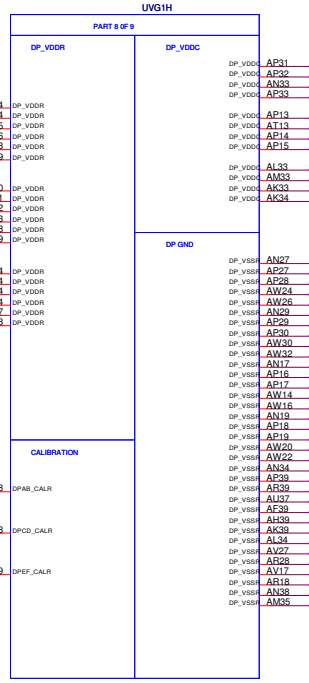 UVG1H
PART 8 0F 9
DP_VDDR
DP_VDDC
DP_VDDC AP31
DP_VDDC AP32
DP_VDDC AN33
DP_VDDC AP33
DP_VDDR
DP_VDDR
DP_VDDR
DP_VDDR
DP_VDDR
DP_VDDR
DP_VDDC AP13
DP_VDDC AT13
DP_VDDC AP14
DP_VDDC AP15
DP_VDDC AL33
DP_VDDC AM33
DP_VDDC AK33
DP_VDDC AK34
DP_VDDR
DP_VDDR
DP_VDDR
DP_VDDR
DP_VDDR
DP_VDDR
DP GND
DP_VDDR
DP_VDDR
DP_VDDR
DP_VDDR
DP_VDDR
DP_VDDR
DP_VSSR AN27
DP_VSSR AP27
DP_VSSR AP28
DP_VSSR AW24
DP_VSSR AW26
DP_VSSR AN29
DP_VSSR AP29
DP_VSSR AP30
DP_VSSR AW30
DP_VSSR AW32
DP_VSSR AN17
DP_VSSR AP16
DP_VSSR AP17
DP_VSSR AW14
DP_VSSR AW16
DP_VSSR AN19
DP_VSSR AP18
DP_VSSR AP19
DP_VSSR AW20
DP_VSSR AW22
DP_VSSR AN34
DP_VSSR AP39
DP_VSSR AR39
DP_VSSR AU37
DP_VSSR AF39
DP_VSSR AH39
DP_VSSR AK39
DP_VSSR AL34
DP_VSSR AV27
DP_VSSR AR28
DP_VSSR AV17
DP_VSSR AR18
DP_VSSR AN38
DP_VSSR AM35
CALIBRATION
DPAB_CALR
DPCD_CALR
DPEF_CALR